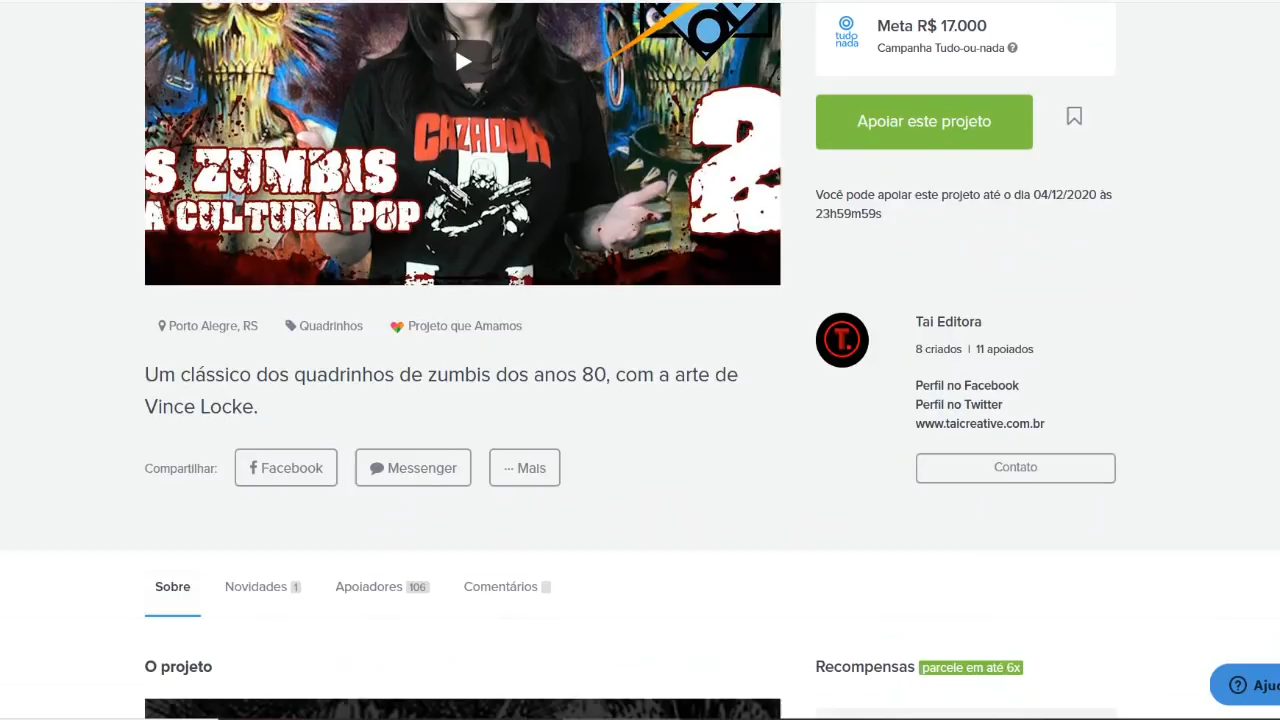 CAZADOR
S ZUMBIS
A CULTURA POP
2
tudo
nada
Meta R$ 17.000
Campanha Tudo-ou-nada
Apoiar este projeto
Você pode apoiar este projeto até o dia 04/12/2020 às
23h59m59s
Porto Alegre, RS Quadrinhos Projeto que Amamos
Um clássico dos quadrinhos de zumbis dos anos 80, com a arte de
Vince Locke.
Compartilhar: Facebook Messenger ··· Mais
T.
Tai Editora
8 criados | 11 apoiados
Perfil no Facebook
Perfil no Twitter
www.taicreative.com.br
Contato
Sobre Novidades 1 Apoiadores 106 Comentários
O projeto
Recompensas parcele em até 6x
? Ajuc